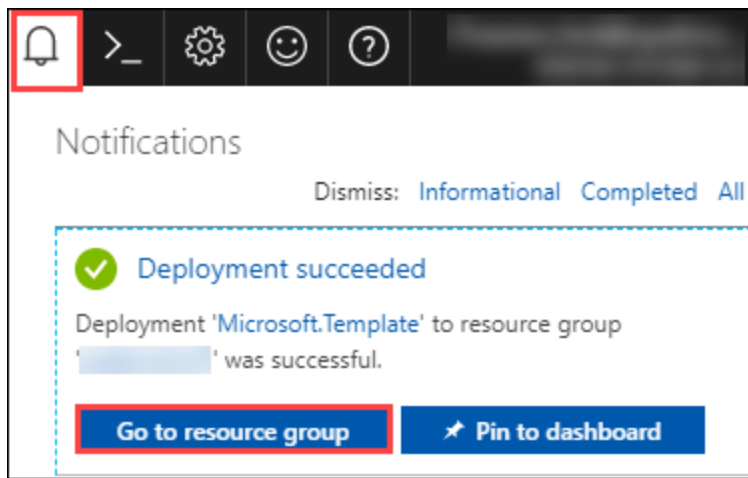 Notifications
Dismiss: Informational Completed All
Deployment succeeded
Deployment 'Microsoft.Template' to resource group
' ' was successful.
Go to resource group Pin to dashboard